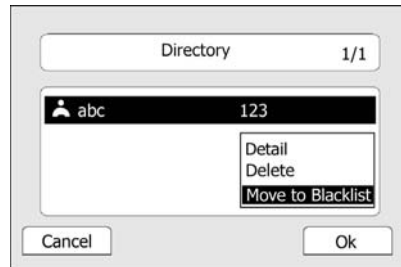 Directory 1/1
abc 123
Detail
Delete
Move to Blacklist
Cancel Ok